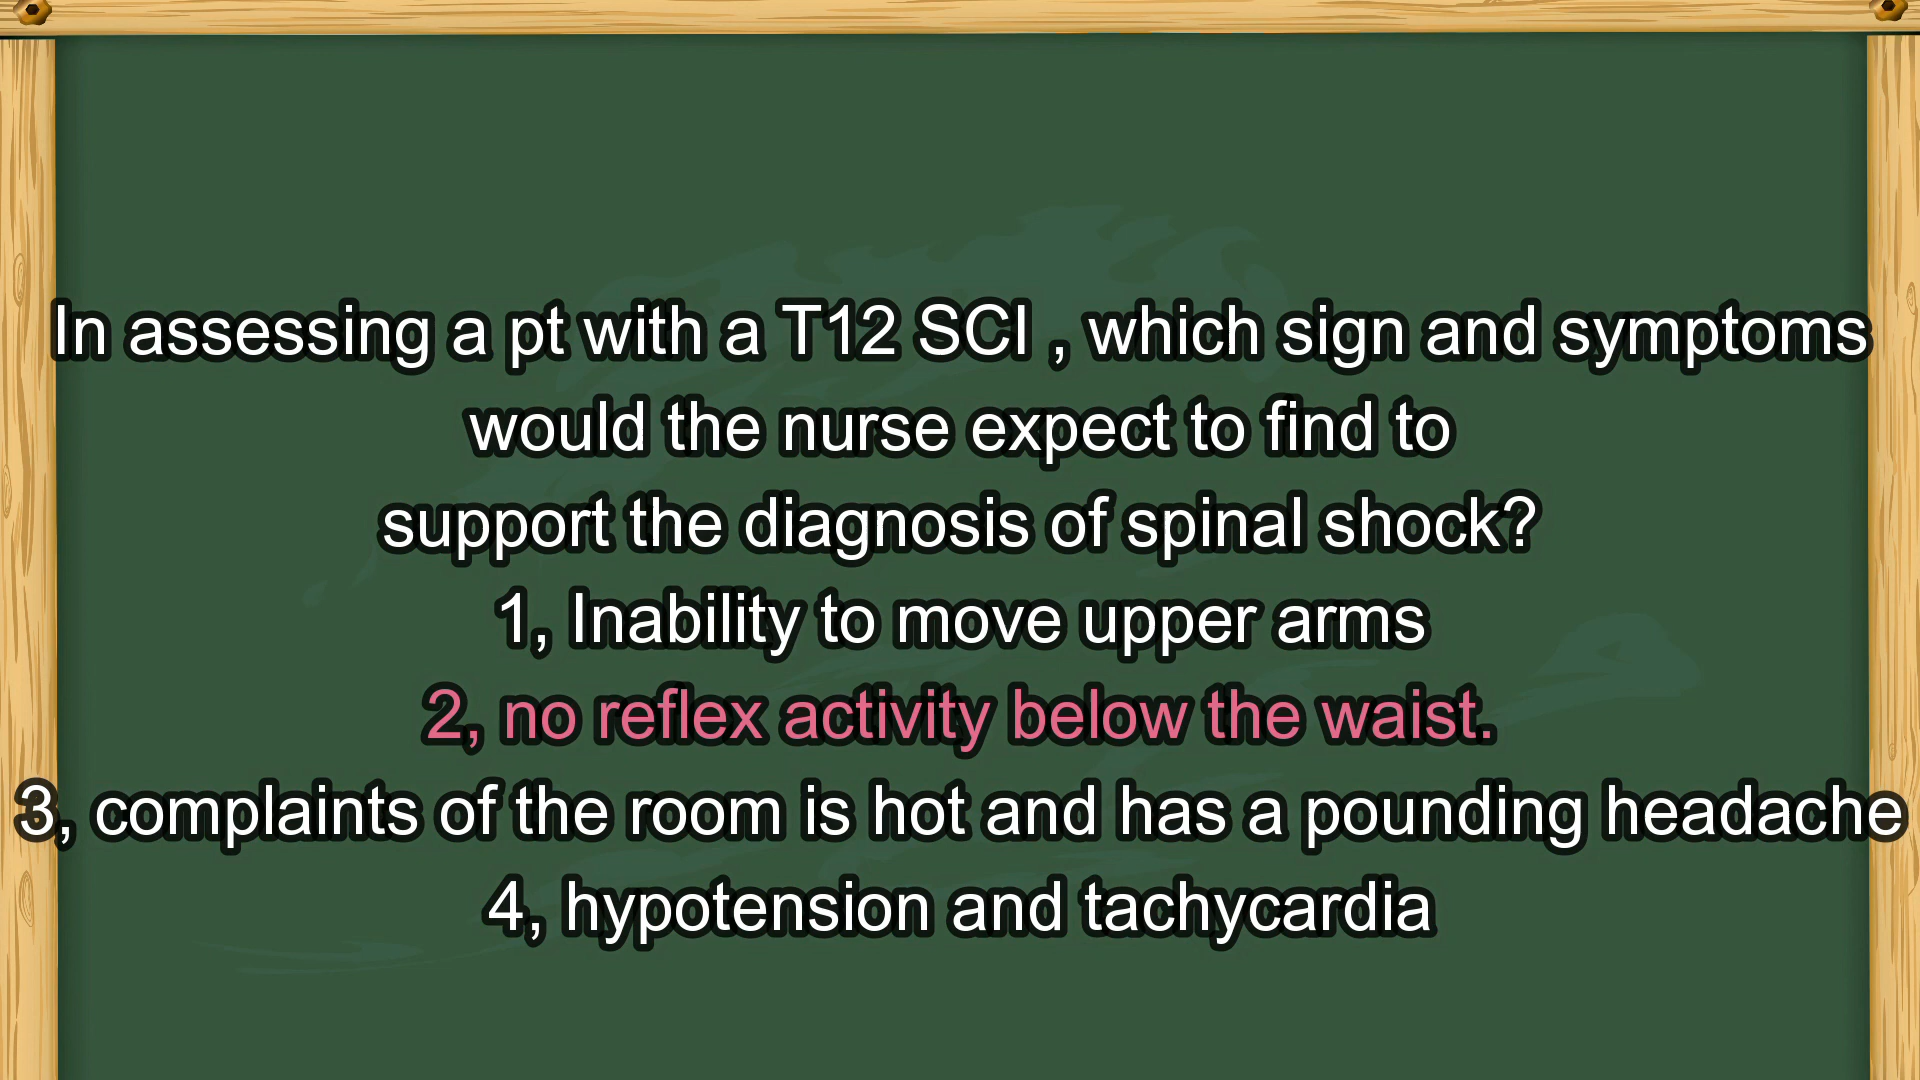 In assessing a pt with a T12 SCI , which sign and symptoms
would the nurse expect to find to
support the diagnosis of spinal shock?
1, Inability to move upper arms
2, no reflex activity below the waist.
3, complaints of the room is hot and has a pounding headache
4, hypotension and tachycardia